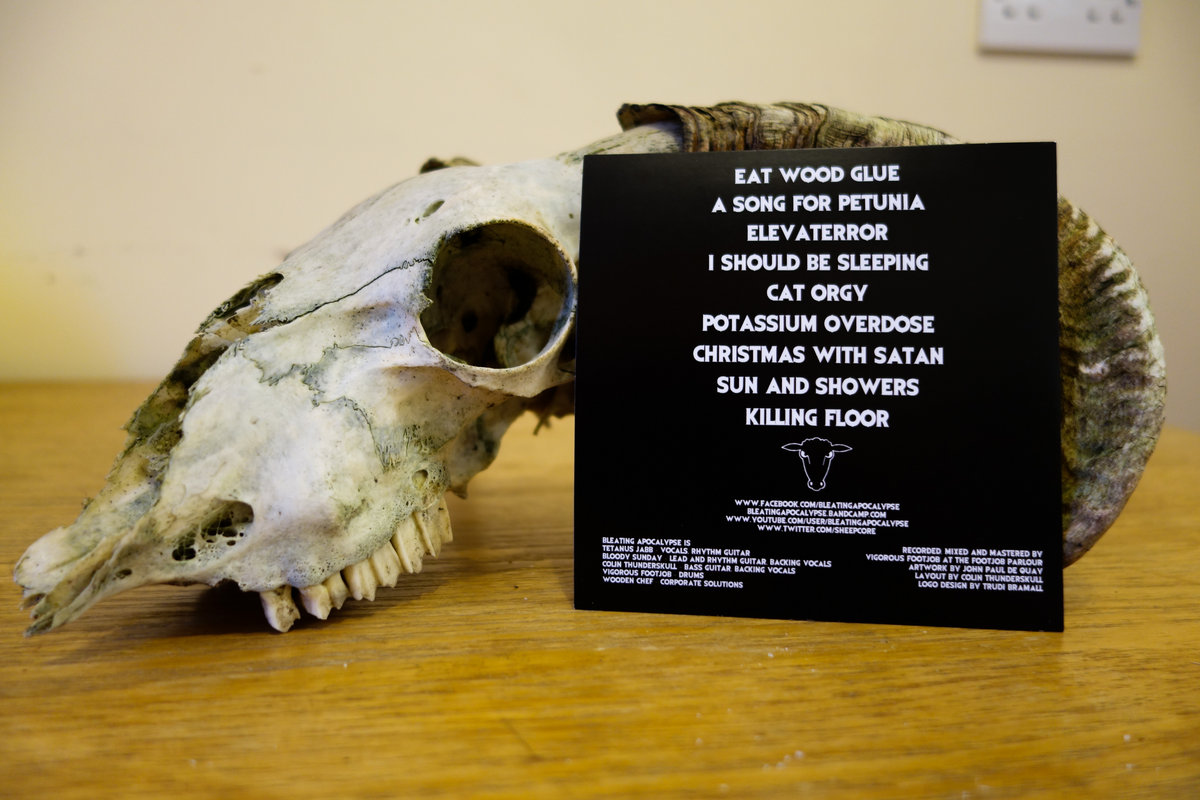 EAT WOOD GLUE
A SONG FOR PETUNIA
ELEVATERROR
I SHOULD BE SLEEPING
CAT ORGY
POTASSIUM OVERDOSE
CHRISTMAS WITH SATAN
SUN AND SHOWERS
KILLING FLOOR
WWW.FACEBOOK.COM/BLEATINGAPOCALYPSE
BLEATINGAPOCALYPSE.BANDCAMP.COM
WWW.YOUTUBE.COM/USER/BLEATINGAPOCALYPSE
WWW.TWITTER.COM/SHEEPCORE
BLEATING APOCALYPSE IS
TETANUS JABB VOCALS, RHYTHM GUITAR
BLOODY SUNDAY LEAD AND RHYTHM GUITAR, BACKING VOCALS
COLIN THUNDERSKULL BASS GUITAR, BACKING VOCALS
VIGOROUS FOOTJOB DRUMS
WOODEN CHEF CORPORATE SOLUTIONS
RECORDED MIXED AND MASTERED BY
VIGOROUS FOOTJOB AT THE FOOTJOB PARLOUR
ARTWORK BY JOHN PAUL DE QUAY
LAYOUT BY COLIN THUNDERSKULL
LOGO DESIGN BY TRUDI BRAMALL